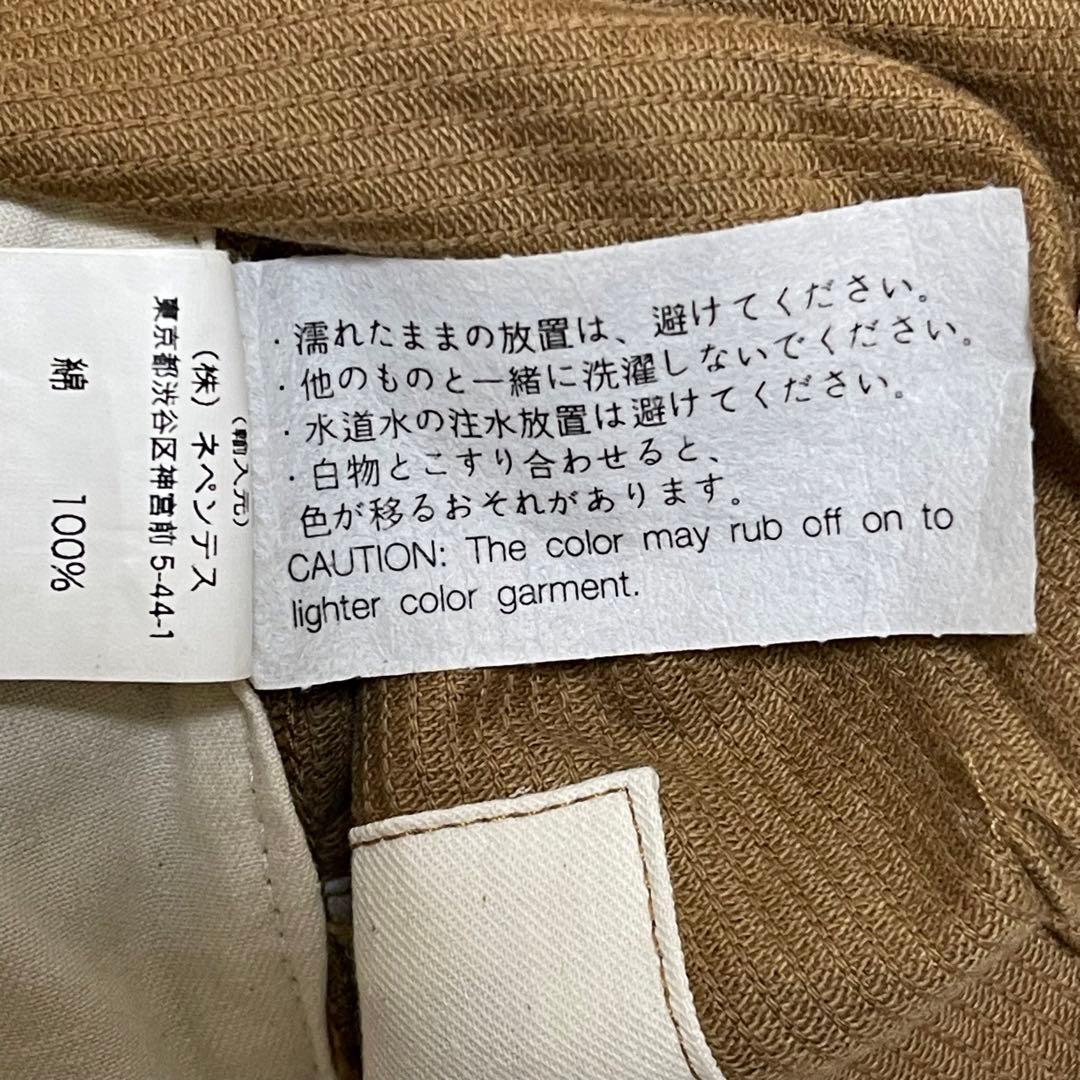 ・濡れたままの放置は、避けてください。
・他のものと一緒に洗濯しないでください。
・水道水の注水放置は避けてください。
・白物とこすり合わせると、
色が移るおそれがあります。
CAUTION: The color may rub off on to
lighter color garment.
(輸入元)
(株) ネペンテス
東京都渋谷区神宮前 5-44-1
綿 100%